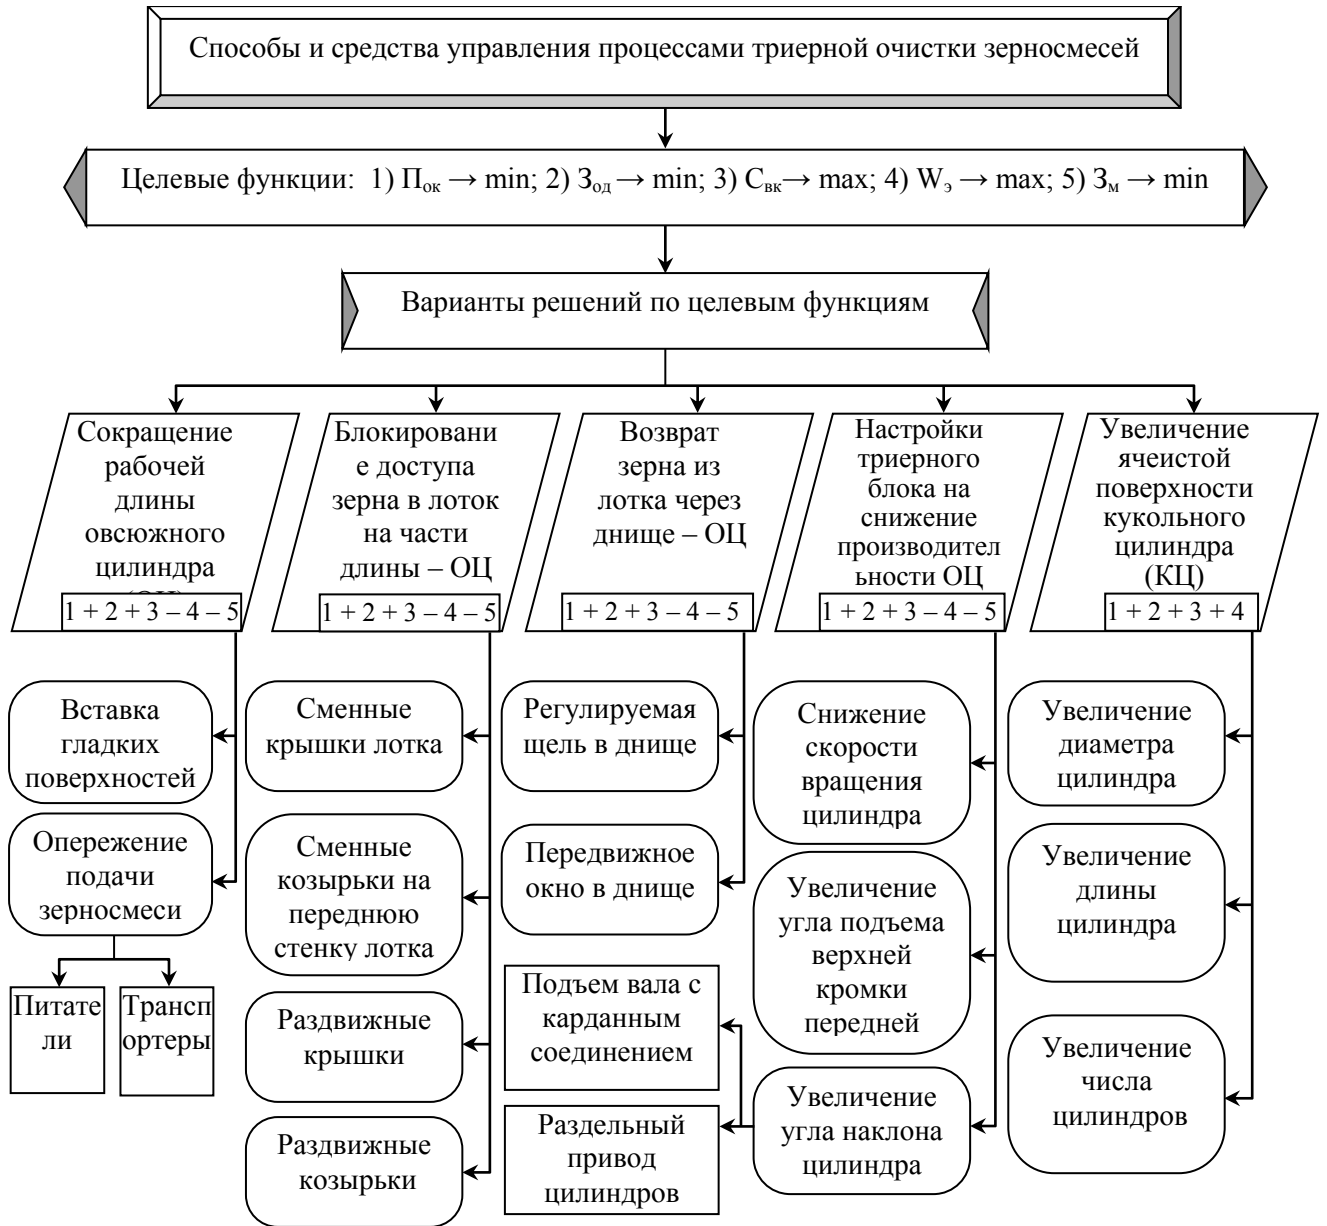 Способы и средства управления процессами триерной очистки зерносмесей
Целевые функции: 1) Пок → min; 2) Зод → min; 3) Свк → max; 4) Wэ → max; 5) Зм → min
Варианты решений по целевым функциям
Сокращение
рабочей
длины
овсюжного
цилиндра
1 + 2 + 3 – 4 – 5
Блокировани
е доступа
зерна в лоток
на части
длины – ОЦ
1 + 2 + 3 – 4 – 5
Возврат
зерна из
лотка через
днище – ОЦ
1 + 2 + 3 – 4 – 5
Настройки
триерного
блока на
снижение
производител
ьности ОЦ
1 + 2 + 3 – 4 – 5
Увеличение
ячеистой
поверхности
кукольного
цилиндра
(КЦ)
1 + 2 + 3 + 4
Вставка
гладких
поверхностей
Опережение
подачи
зерносмеси
Питате
ли
Трансп
ортеры
Сменные
крышки лотка
Сменные
козырьки на
переднюю
стенку лотка
Раздвижные
крышки
Раздвижные
козырьки
Регулируемая
щель в днище
Передвижное
окно в днище
Подъем вала с
карданным
соединением
Раздельный
привод
цилиндров
Снижение
скорости
вращения
цилиндра
Увеличение
угла подъема
верхней
кромки
передней
Увеличение
угла наклона
цилиндра
Увеличение
диаметра
цилиндра
Увеличение
длины
цилиндра
Увеличение
числа
цилиндров